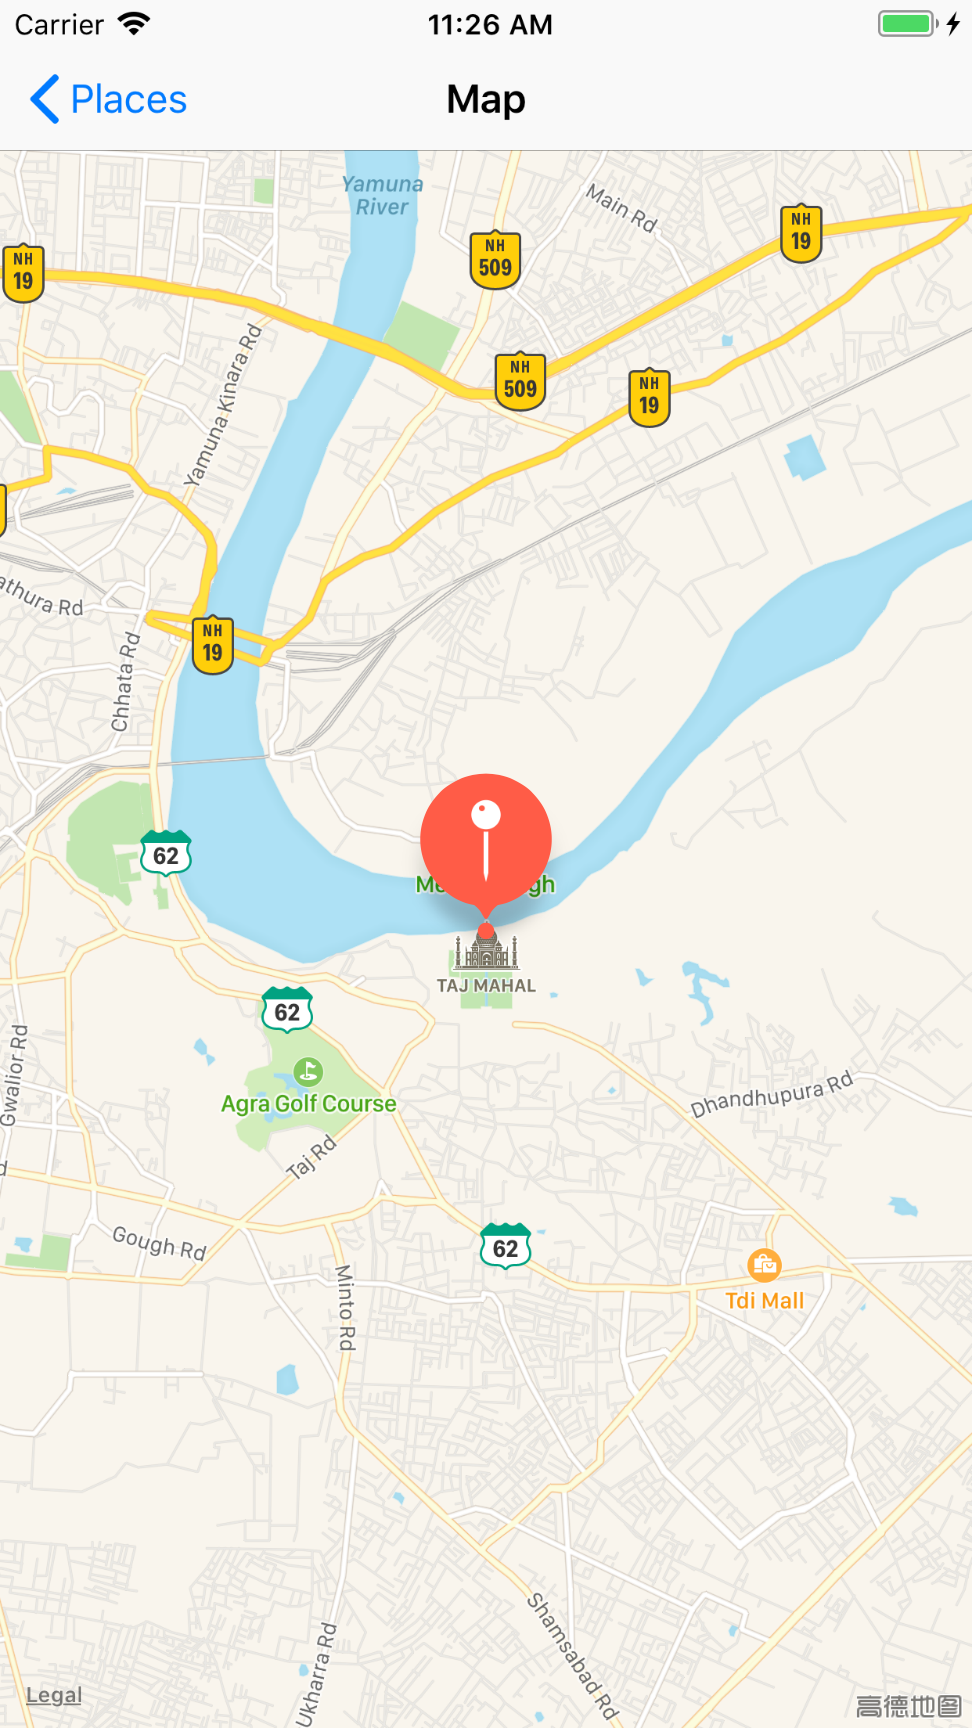 Carrier
11:26 AM
Places
Map
Yamuna
River
Main Rd
NH
19
NH
509
NH
19
NH
509
NH
19
Yamuna Kinara Rd
athura Rd
NH
19
Chhata Rd
62
TAJ MAHAL
62
Gwalior Rd
Agra Golf Course
Dhandhupura Rd
Taj Rd
Gough Rd
62
Minto Rd
Tdi Mall
Shamsabad Rd
Ukharra Rd
Legal
高德地图